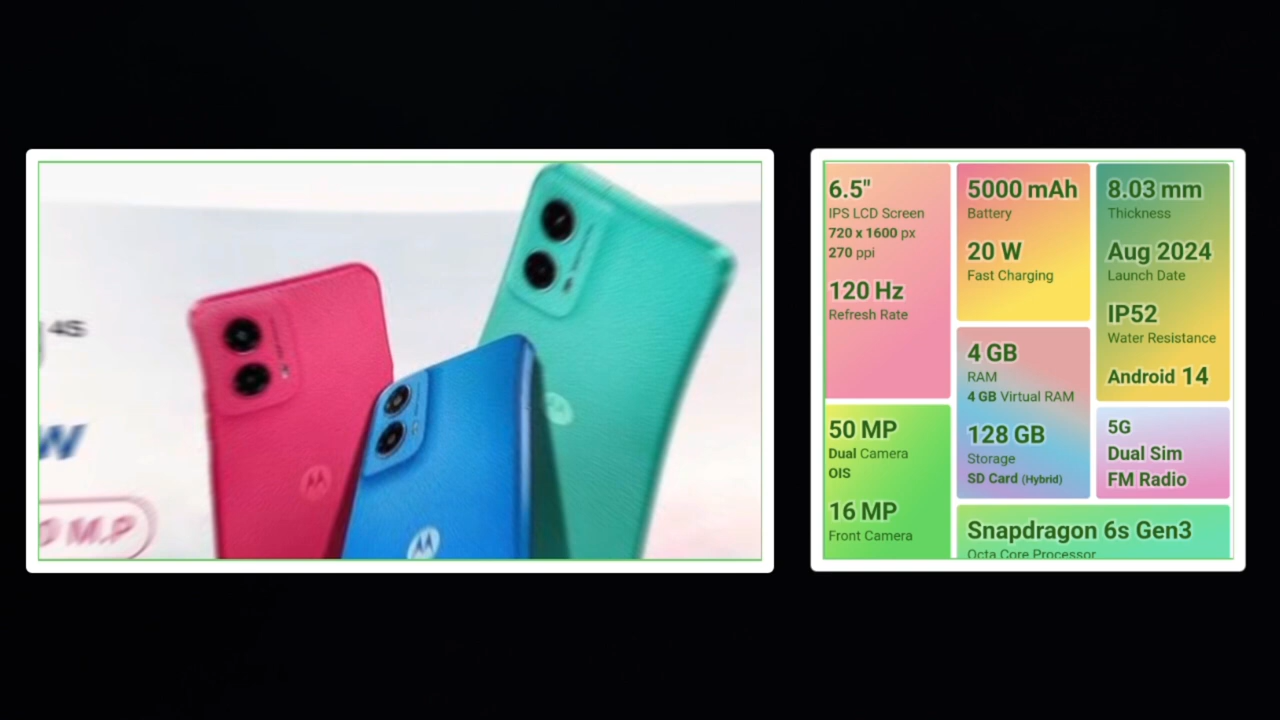 4S
W
0 M.P
6.5"
IPS LCD Screen
720 x 1600 px
270 ppi
120 Hz
Refresh Rate
50 MP
Dual Camera
OIS
16 MP
Front Camera
5000 mAh
Battery
20 W
Fast Charging
4 GB
RAM
4 GB Virtual RAM
128 GB
Storage
SD Card (Hybrid)
8.03 mm
Thickness
Aug 2024
Launch Date
IP52
Water Resistance
Android 14
5G
Dual Sim
FM Radio
Snapdragon 6s Gen3
Octa Core Processor